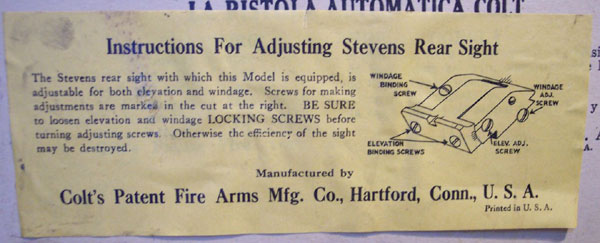 LA PISTOLA AUTOMATICA COLT
Instructions For Adjusting Stevens Rear Sight
The Stevens rear sight with which this Model is equipped, is
adjustable for both elevation and windage. Screws for making
adjustments are marked in the cut at the right. BE SURE
to loosen elevation and windage LOCKING SCREWS before
turning adjusting screws. Otherwise the efficiency of the sight
may be destroyed.
WINDAGE
BINDING
SCREW
WINDAGE
ADJ.
SCREW
ELEVATION
BINDING SCREWS
ELEV. ADJ.
SCREW
Manufactured by
Colt's Patent Fire Arms Mfg. Co., Hartford, Conn., U. S. A.
Printed in U. S. A.